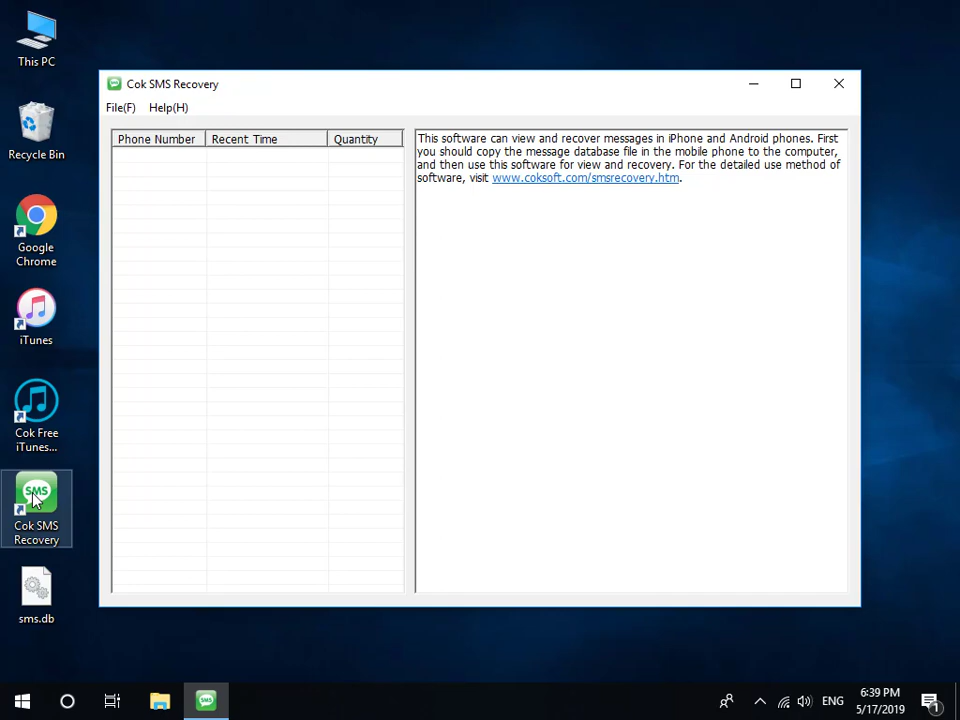 This PC
Recycle Bin
Google
Chrome
iTunes
Cok Free
iTunes...
SMS
Cok SMS
Recovery
sms.db
Cok SMS Recovery
File(F) Help(H)
Phone Number Recent Time Quantity
This software can view and recover messages in iPhone and Android phones. First
you should copy the message database file in the mobile phone to the computer,
and then use this software for view and recovery. For the detailed use method of
software, visit www.coksoft.com/smsrecovery.htm.
SMS
ENG
6:39 PM
5/17/2019
1